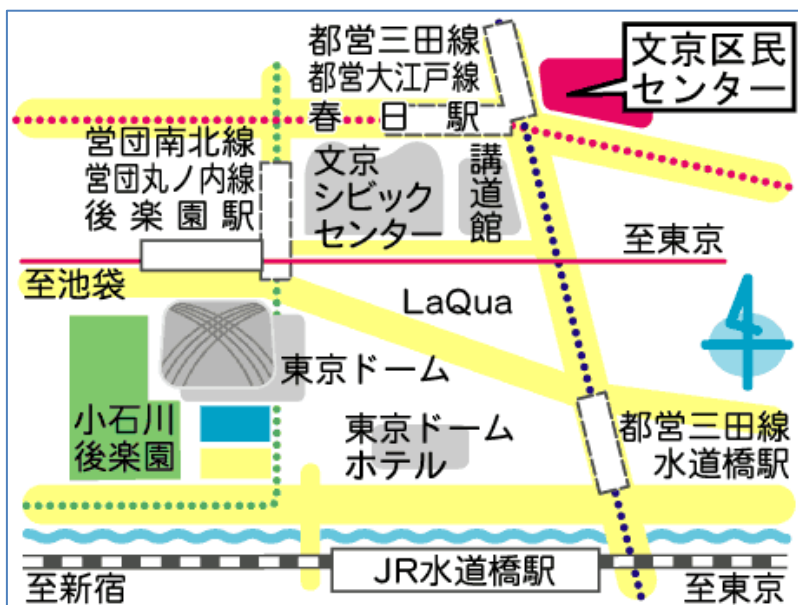 都営三田線
都営大江戸線
春日駅
文京区民
センター
営団南北線
営団丸ノ内線
後楽園駅
文京
シビック
センター
講道館
至東京
至池袋
LaQua
東京ドーム
小石川
後楽園
東京ドーム
ホテル
都営三田線
水道橋駅
JR水道橋駅
至新宿
至東京